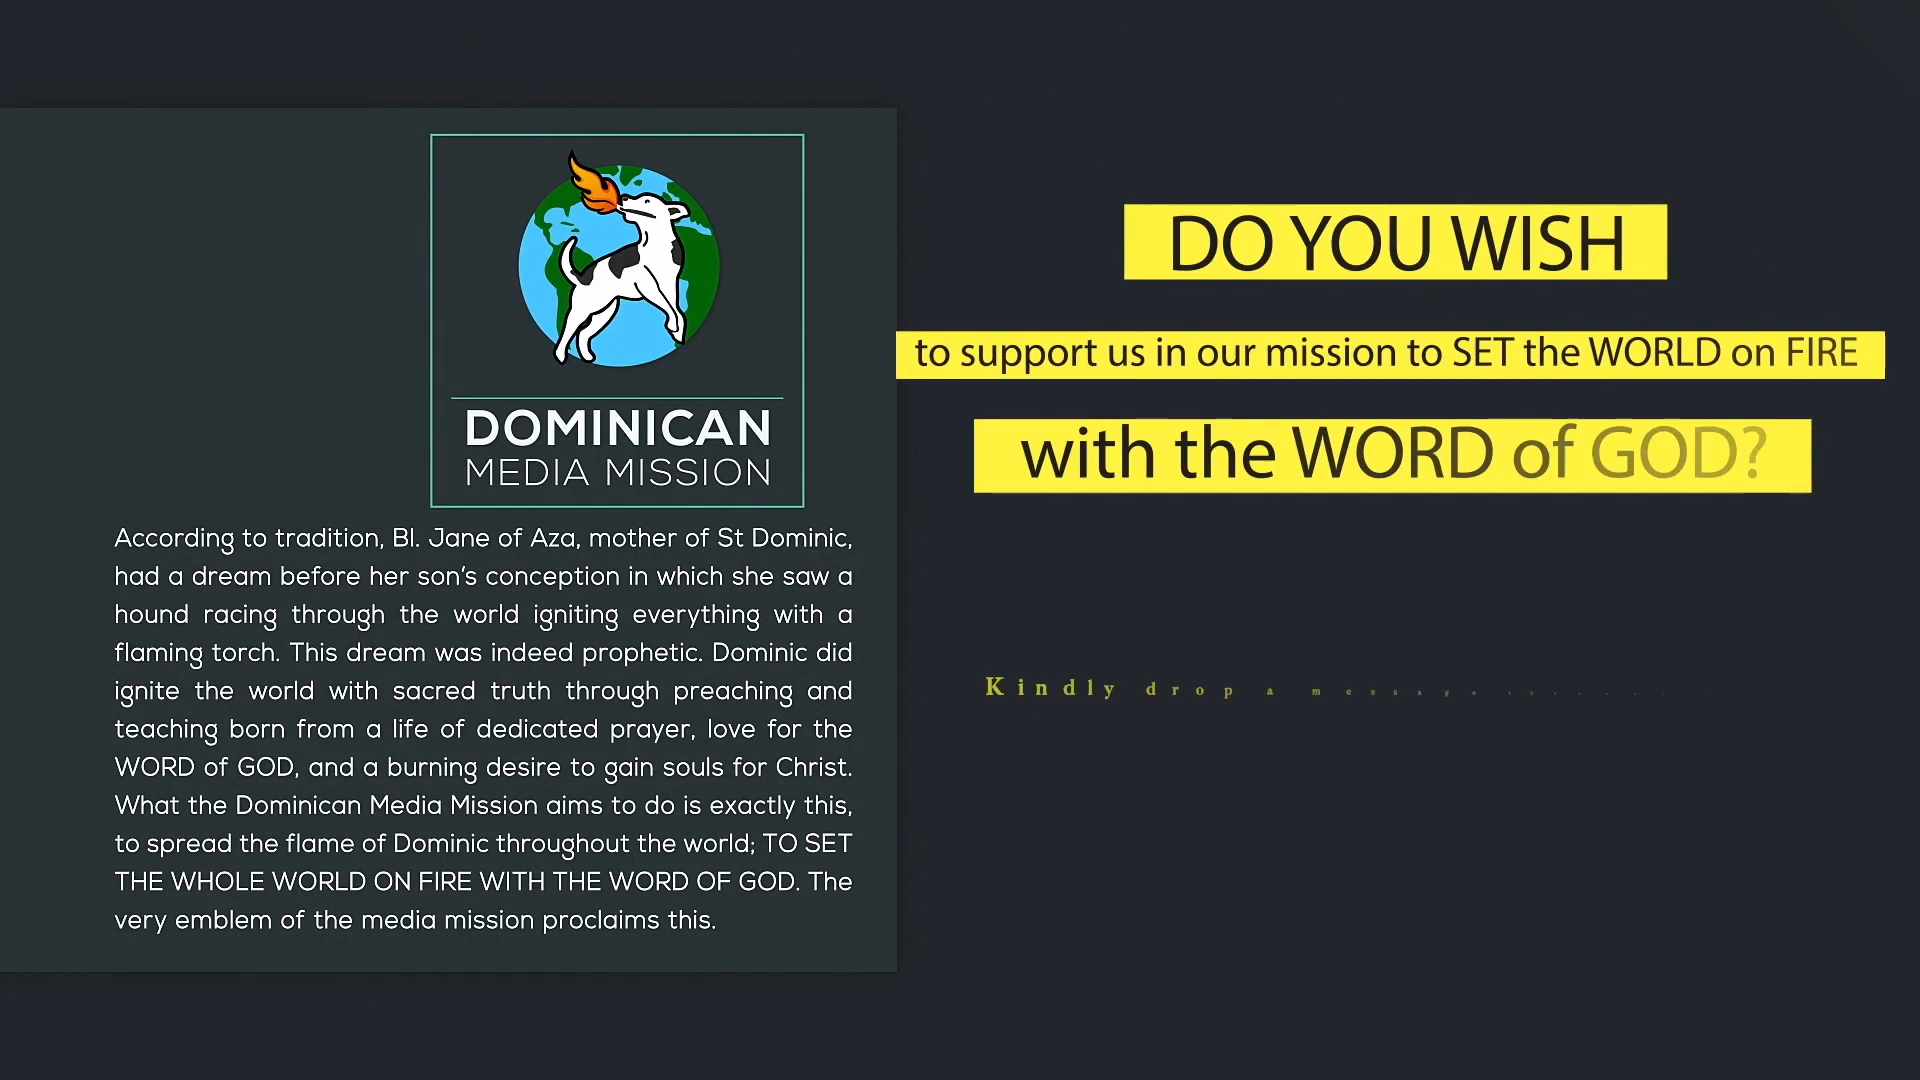 DOMINICAN
MEDIA MISSION
According to tradition, Bl. Jane of Aza, mother of St Dominic,
had a dream before her son's conception in which she saw a
hound racing through the world igniting everything with a
flaming torch. This dream was indeed prophetic. Dominic did
ignite the world with sacred truth through preaching and
teaching born from a life of dedicated prayer, love for the
WORD of GOD, and a burning desire to gain souls for Christ.
What the Dominican Media Mission aims to do is exactly this,
to spread the flame of Dominic throughout the world; TO SET
THE WHOLE WORLD ON FIRE WITH THE WORD OF GOD. The
very emblem of the media mission proclaims this.
DO YOU WISH
to support us in our mission to SET the WORLD on FIRE
with the WORD of GOD?
Kindly drop a message